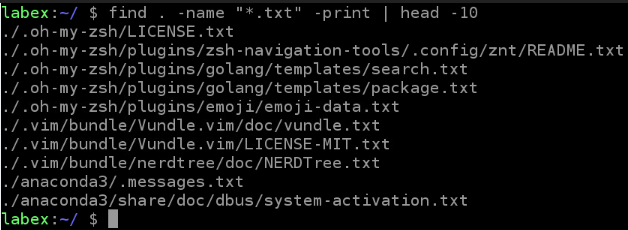 labex:~/ $ find . -name "*.txt" -print | head -10
./.oh-my-zsh/LICENSE.txt
./.oh-my-zsh/plugins/zsh-navigation-tools/.config/znt/README.txt
./.oh-my-zsh/plugins/golang/templates/search.txt
./.oh-my-zsh/plugins/golang/templates/package.txt
./.oh-my-zsh/plugins/emoji/emoji-data.txt
./.vim/bundle/Vundle.vim/doc/vundle.txt
./.vim/bundle/Vundle.vim/LICENSE-MIT.txt
./.vim/bundle/nerdtree/doc/NERDTree.txt
./anaconda3/.messages.txt
./anaconda3/share/doc/dbus/system-activation.txt
labex:~/ $